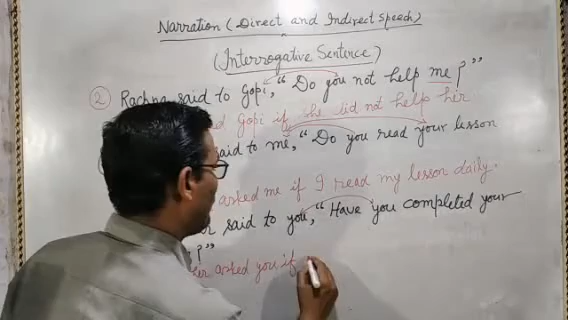 Narration (Direct and Indirect Speech)
(Interrogative Sentence)
② Rachna said to Gopi, "Do you not help me?"
Gopi if she did not help her.
said to me, "Do you read your lesson
asked me if I read my lesson daily.
said to you, "Have you completed your
?"
asked you if